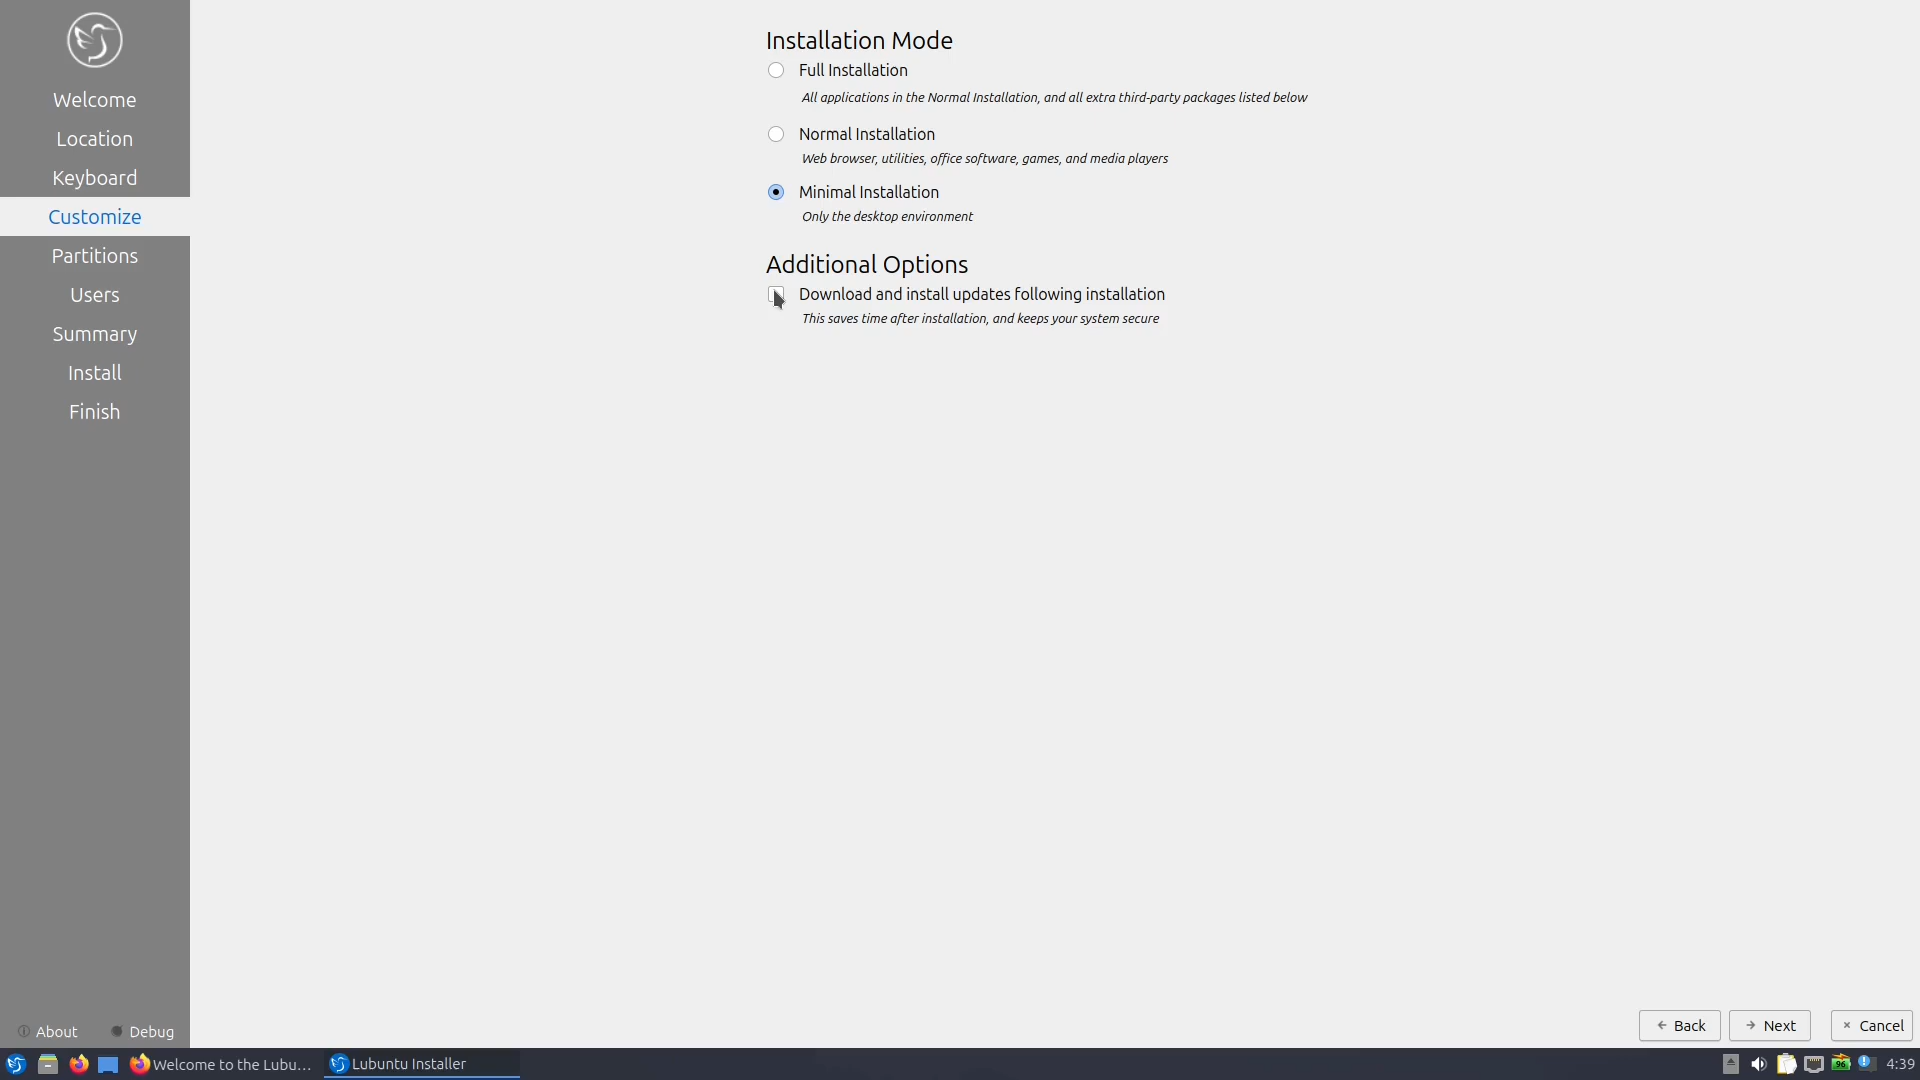 Welcome
Location
Keyboard
Customize
Partitions
Users
Summary
Install
Finish
About
Debug
Installation Mode
Full Installation
All applications in the Normal Installation, and all extra third-party packages listed below
Normal Installation
Web browser, utilities, office software, games, and media players
Minimal Installation
Only the desktop environment
Additional Options
Download and install updates following installation
This saves time after installation, and keeps your system secure
Back
Next
Cancel
Welcome to the Lubu...
Lubuntu Installer
96
4:39